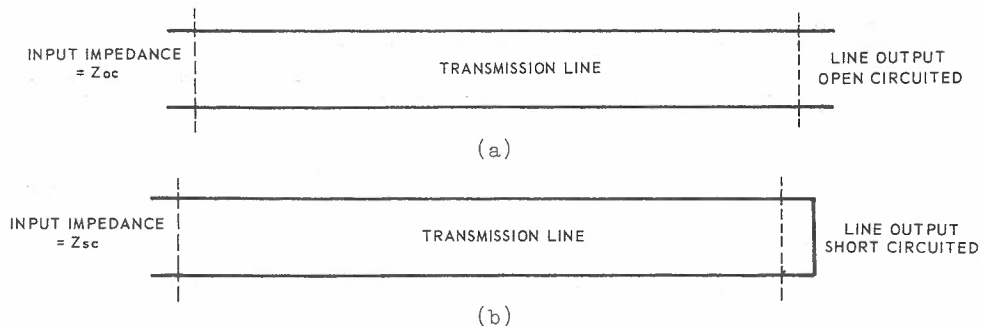 INPUT IMPEDANCE
= Zoc
TRANSMISSION LINE
LINE OUTPUT
OPEN CIRCUITED
(a)
INPUT IMPEDANCE
= Zsc
TRANSMISSION LINE
LINE OUTPUT
SHORT CIRCUITED
(b)